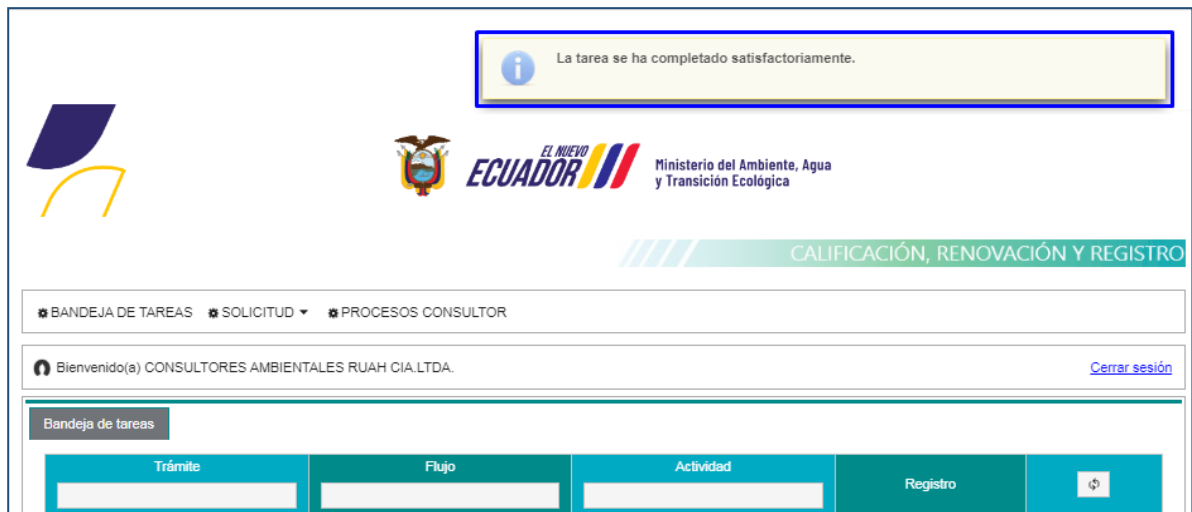 La tarea se ha completado satisfactoriamente.
EL NUEVO
ECUADOR
Ministerio del Ambiente, Agua
y Transición Ecológica
CALIFICACIÓN, RENOVACIÓN Y REGISTRO
BANDEJA DE TAREAS SOLICITUD PROCESOS CONSULTOR
Bienvenido(a) CONSULTORES AMBIENTALES RUAH CIA.LTDA. Cerrar sesión
Bandeja de tareas
Trámite Flujo Actividad Registro